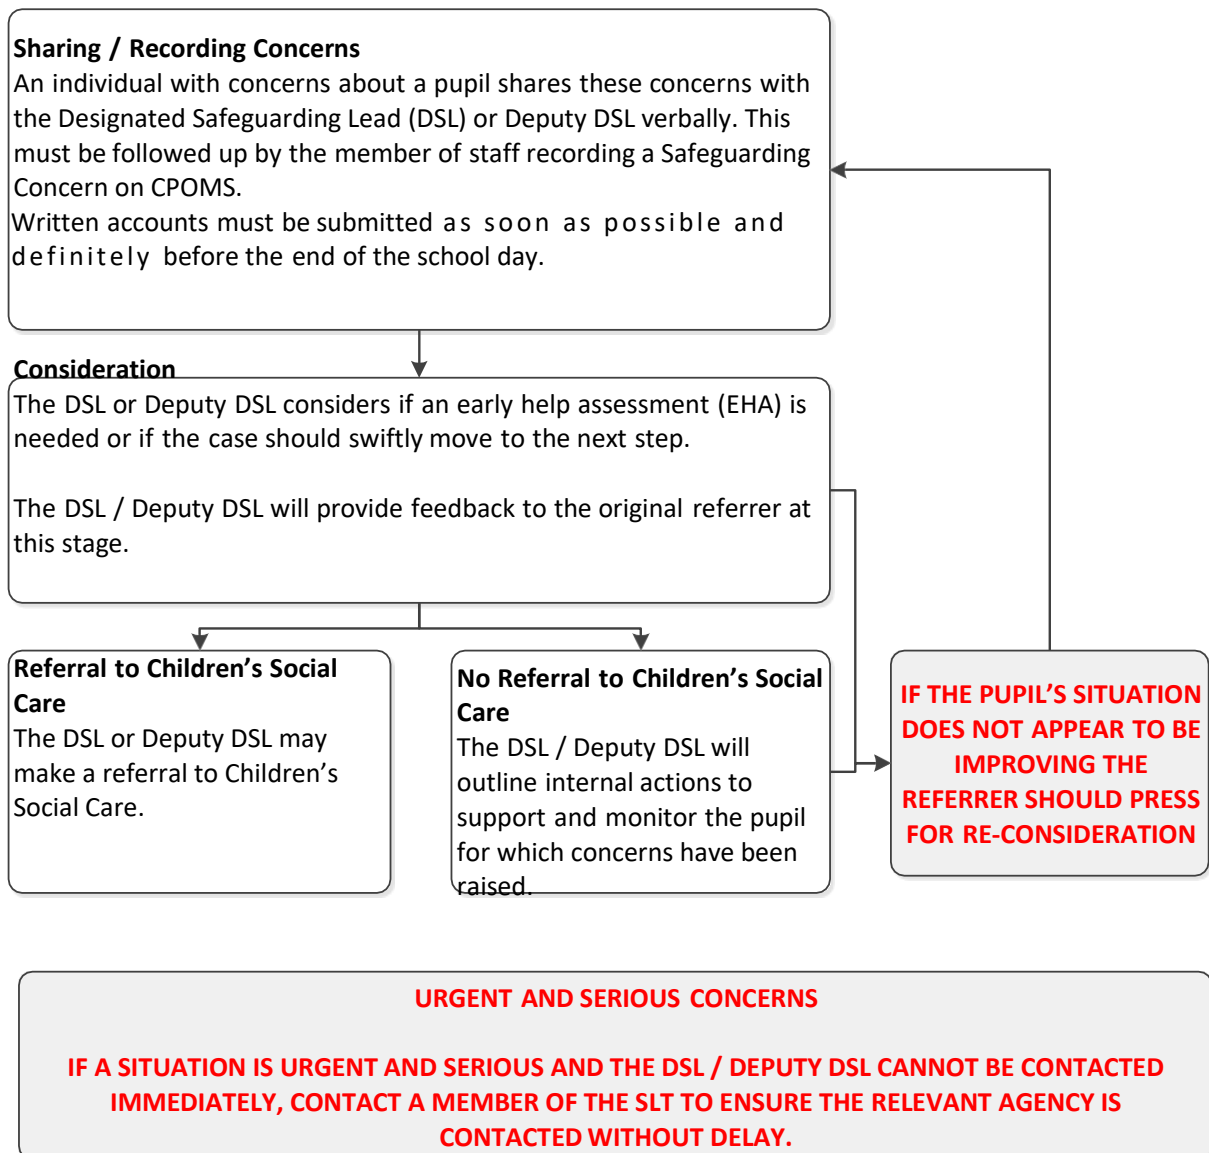 Sharing / Recording Concerns
An individual with concerns about a pupil shares these concerns with
the Designated Safeguarding Lead (DSL) or Deputy DSL verbally. This
must be followed up by the member of staff recording a Safeguarding
Concern on CPOMS.
Written accounts must be submitted as soon as possible and
definitely before the end of the school day.
Consideration
The DSL or Deputy DSL considers if an early help assessment (EHA) is
needed or if the case should swiftly move to the next step.
The DSL / Deputy DSL will provide feedback to the original referrer at
this stage.
Referral to Children’s Social
Care
The DSL or Deputy DSL may
make a referral to Children’s
Social Care.
No Referral to Children’s Social
Care
The DSL / Deputy DSL will
outline internal actions to
support and monitor the pupil
for which concerns have been
raised.
IF THE PUPIL’S SITUATION
DOES NOT APPEAR TO BE
IMPROVING THE
REFERRER SHOULD PRESS
FOR RE-CONSIDERATION
URGENT AND SERIOUS CONCERNS
IF A SITUATION IS URGENT AND SERIOUS AND THE DSL / DEPUTY DSL CANNOT BE CONTACTED
IMMEDIATELY, CONTACT A MEMBER OF THE SLT TO ENSURE THE RELEVANT AGENCY IS
CONTACTED WITHOUT DELAY.